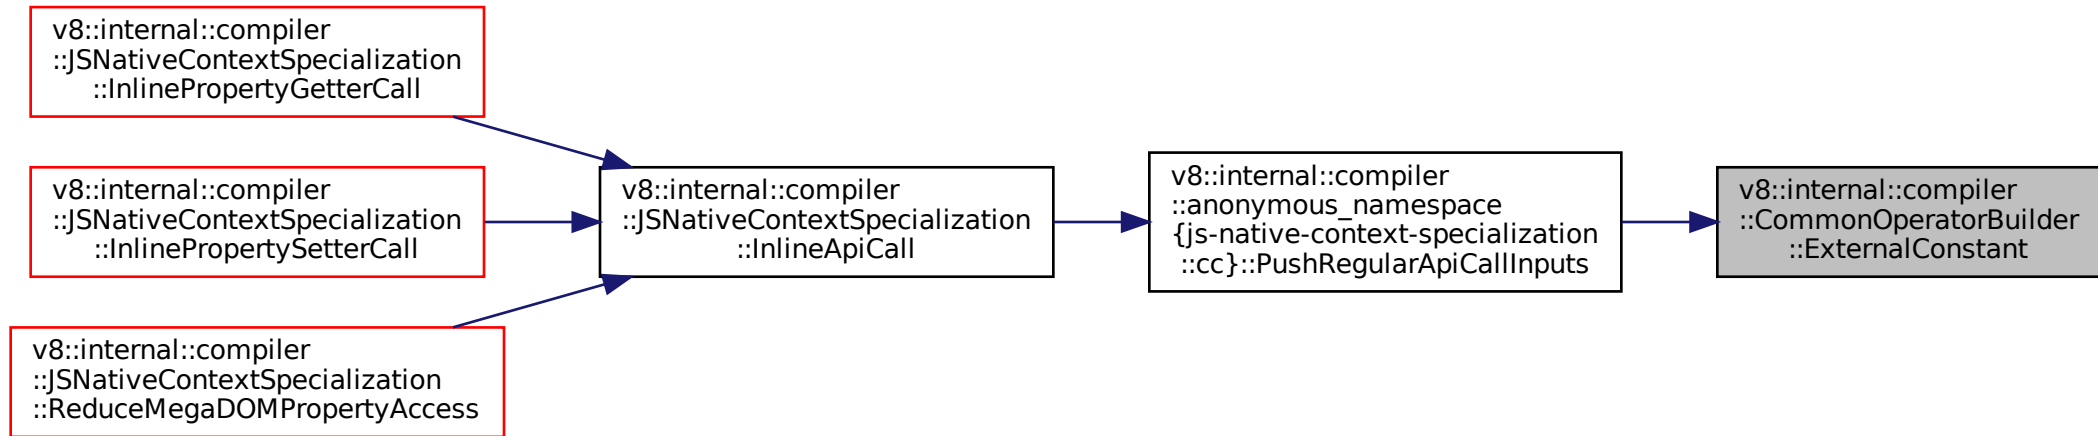 v8::internal::compiler
::JSNativeContextSpecialization
::InlinePropertyGetterCall
v8::internal::compiler
::JSNativeContextSpecialization
::InlinePropertySetterCall
v8::internal::compiler
::JSNativeContextSpecialization
::ReduceMegaDOMPropertyAccess
v8::internal::compiler
::JSNativeContextSpecialization
::InlineApiCall
v8::internal::compiler
::anonymous_namespace
{js-native-context-specialization
::cc}::PushRegularApiCallInputs
v8::internal::compiler
::CommonOperatorBuilder
::ExternalConstant